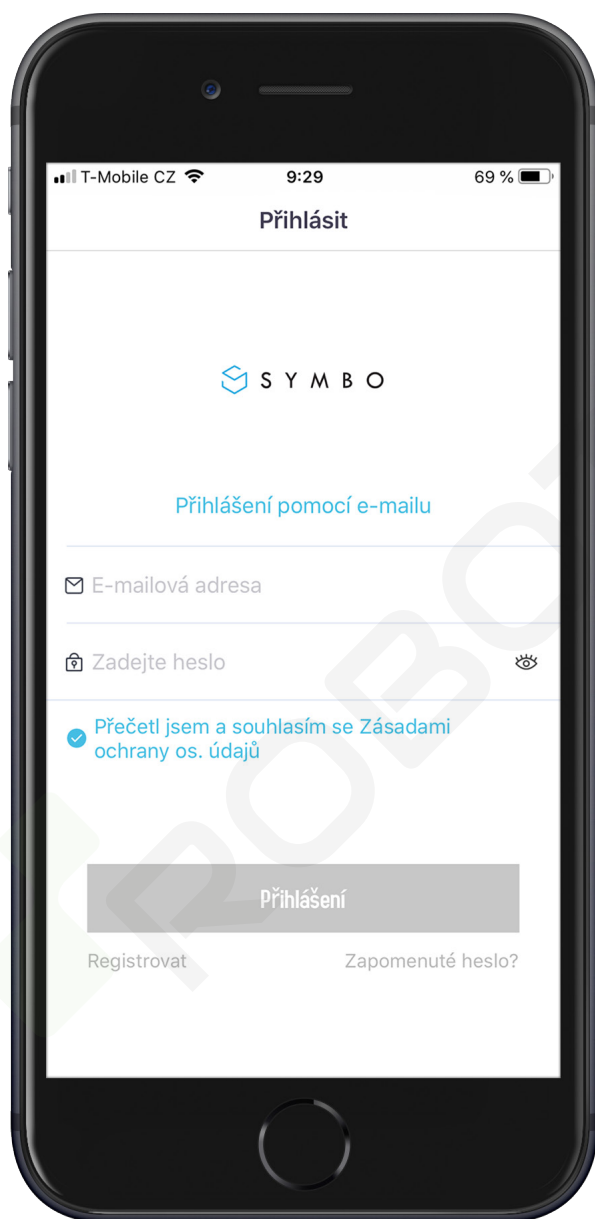 T-Mobile CZ 9:29 69 %
Přihlásit
SYMBO
Přihlášení pomocí e-mailu
E-mailová adresa
Zadejte heslo
Přečetl jsem a souhlasím se Zásadami
ochrany os. údajů
Přihlášení
Registrovat Zapomenuté heslo?
ROBOT